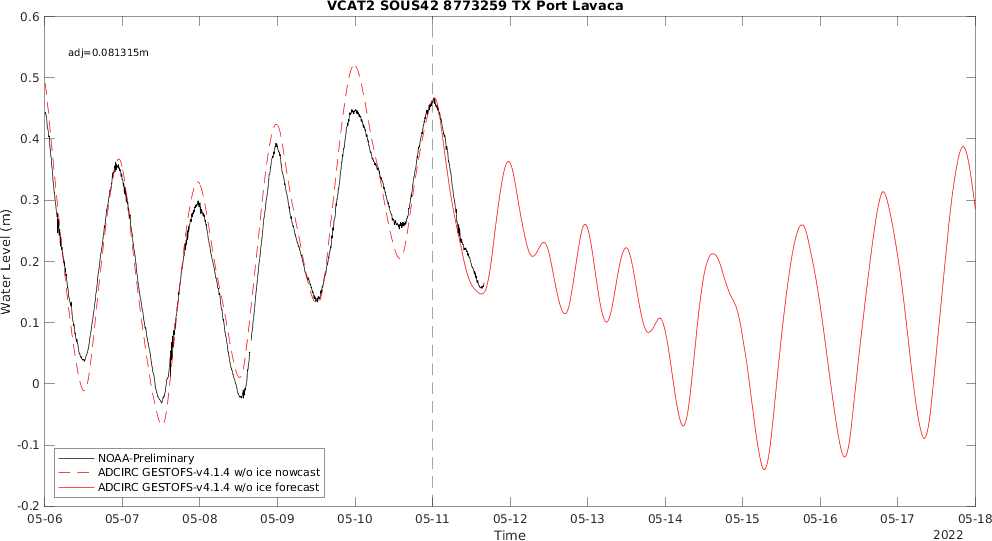 VCAT2 SOUS42 8773259 TX Port Lavaca
adj=0.081315m
0.6
0.5
0.4
0.3
0.2
0.1
0
-0.1
-0.2
Water Level (m)
NOAA-Preliminary
ADCIRC GESTOFS-v4.1.4 w/o ice nowcast
ADCIRC GESTOFS-v4.1.4 w/o ice forecast
05-06 05-07 05-08 05-09 05-10 05-11 05-12 05-13 05-14 05-15 05-16 05-17 05-18
Time
2022